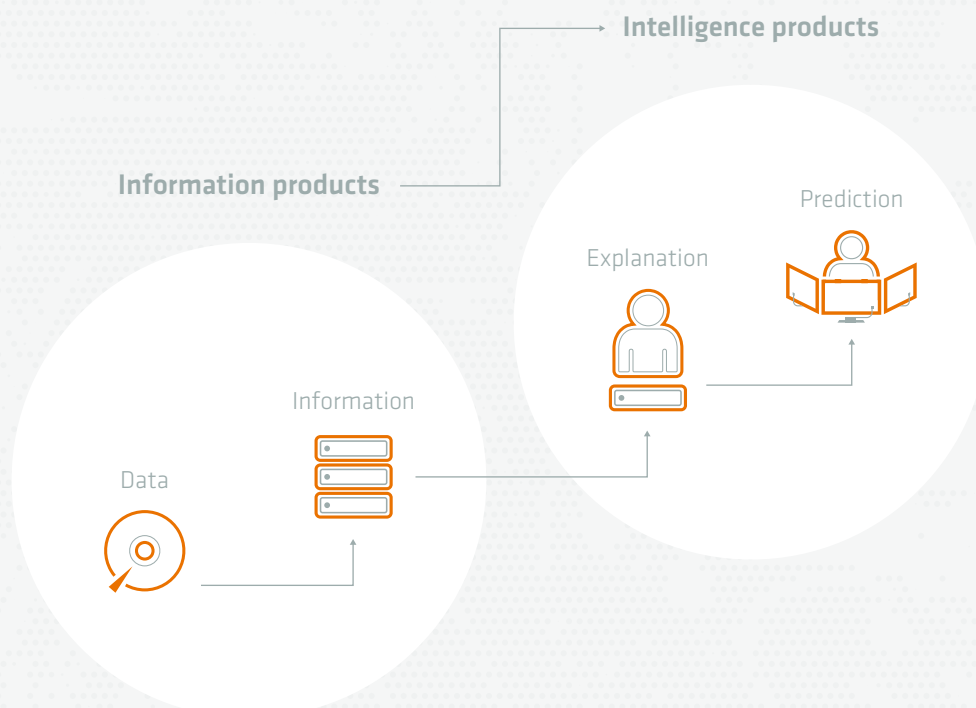 Intelligence products
Information products
Prediction
Explanation
Information
Data